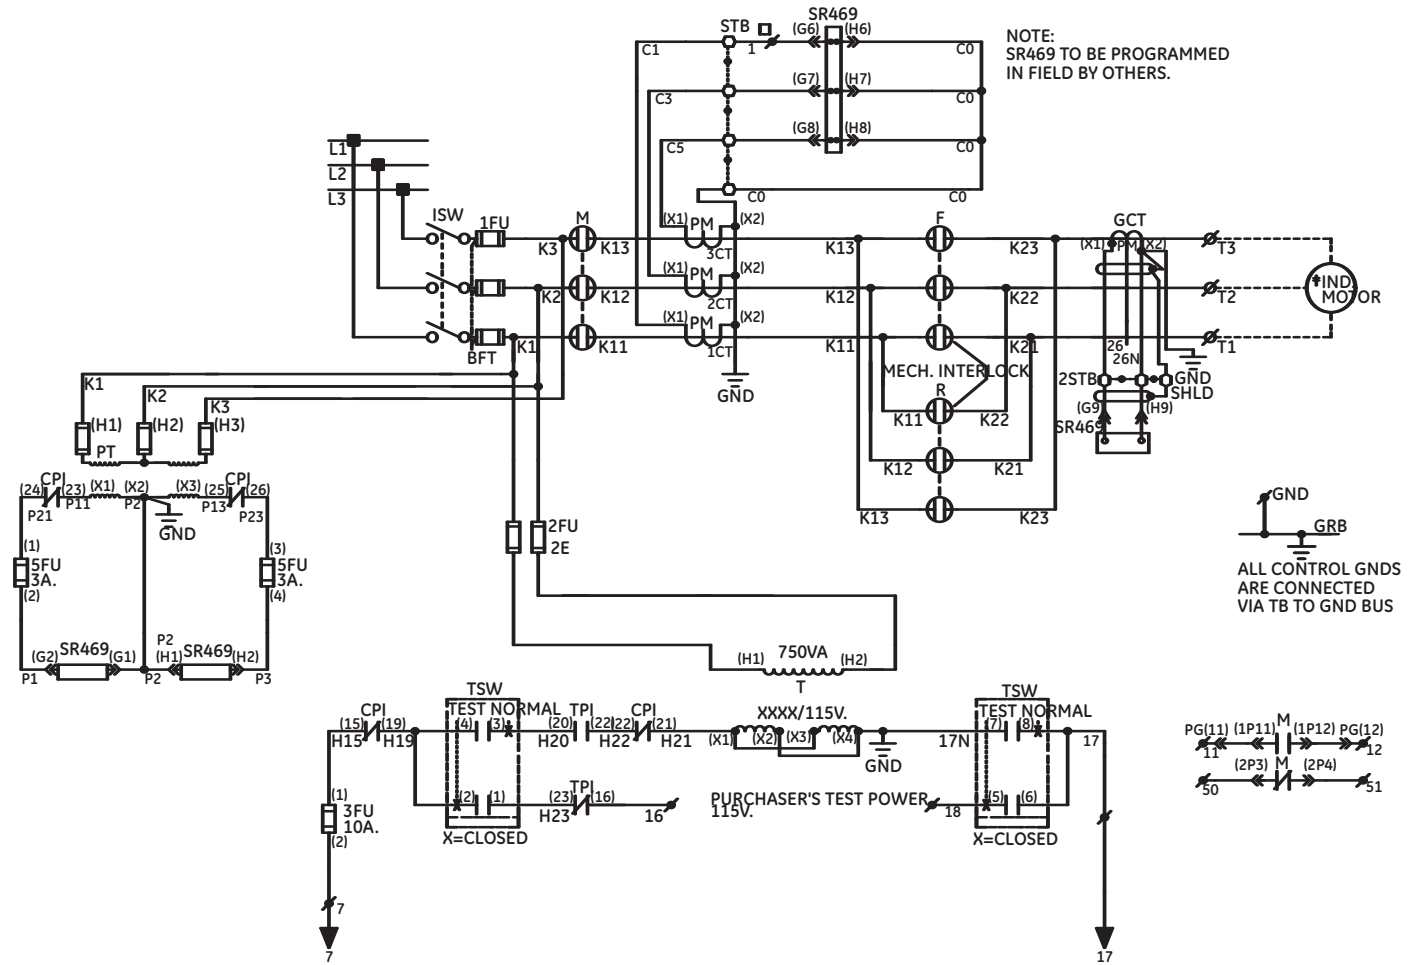 STB
SR469
1
(G6)
(H6)
C1
C0
NOTE:
SR469 TO BE PROGRAMMED
IN FIELD BY OTHERS.
C3
(G7)
(H7)
C0
C5
(G8)
(H8)
C0
C0
C0
L1
L2
L3
ISW
1FU
K3
M
K13
(X1)
PM
(X2)
3CT
K13
F
K23
GCT
(X1)
PM
(X2)
T3
K2
K12
(X1)
PM
(X2)
2CT
K12
K22
T2
IND.
MOTOR
BFT
K1
K11
(X1)
PM
(X2)
1CT
K11
K21
26
26N
T1
GND
MECH. INTERLOCK
2STB
GND
SHLD
R
K11
K22
(G9)
(H9)
SR469
K12
K21
K13
K23
K1
K2
K3
(H1)
(H2)
(H3)
PT
CPI
(24)
(23)
P21
P11
(X1)
(X2)
P2
(X3)
(25)
P13
CPI
(26)
P23
GND
(1)
5FU
3A.
(2)
(3)
5FU
3A.
(4)
2FU
2E
GND
GRB
ALL CONTROL GNDS
ARE CONNECTED
VIA TB TO GND BUS
(G2)
SR469
(G1)
P1
P2
P2
(H1)
SR469
(H2)
P3
(H1)
750VA
(H2)
T
XXXX/115V.
(15)
CPI
(19)
H15
H19
TSW
TEST NORMAL
(4)
(3)
(20)
TPI
(22)
H20
(22)
CPI
(21)
H22
H21
(X1)
(X2)
(X3)
(X4)
GND
17N
TSW
TEST NORMAL
(7)
(8)
17
(2)
(1)
(23)
TPI
(16)
H23
16
PURCHASER'S TEST POWER
115V.
18
(5)
(6)
X=CLOSED
X=CLOSED
PG(11)
(1P11)
M
(1P12)
PG(12)
11
12
(2P3)
M
(2P4)
50
51
(1)
3FU
10A.
(2)
7
7
17